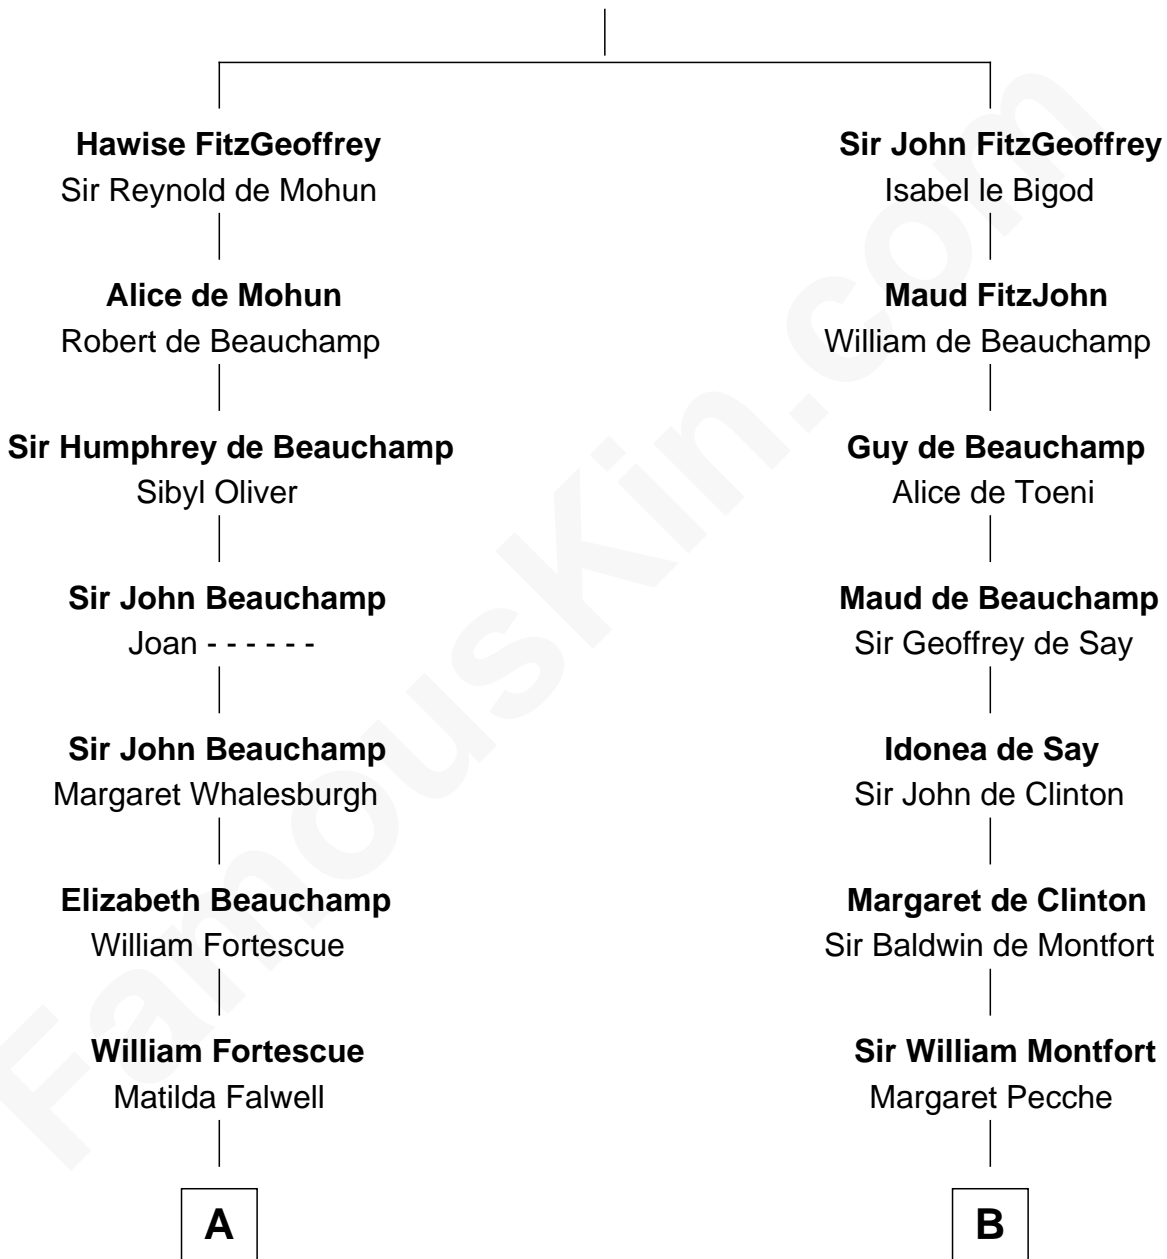 Hawise FitzGeoffrey
Sir Reynold de Mohun
Alice de Mohun
Robert de Beauchamp
Sir Humphrey de Beauchamp
Sibyl Oliver
Sir John Beauchamp
Joan - - - - - -
Sir John Beauchamp
Margaret Whalesburgh
Elizabeth Beauchamp
William Fortescue
William Fortescue
Matilda Falwell
A
Sir John FitzGeoffrey
Isabel le Bigod
Maud FitzJohn
William de Beauchamp
Guy de Beauchamp
Alice de Toeni
Maud de Beauchamp
Sir Geoffrey de Say
Idonea de Say
Sir John de Clinton
Margaret de Clinton
Sir Baldwin de Montfort
Sir William Montfort
Margaret Pecche
B
FamousKin.com